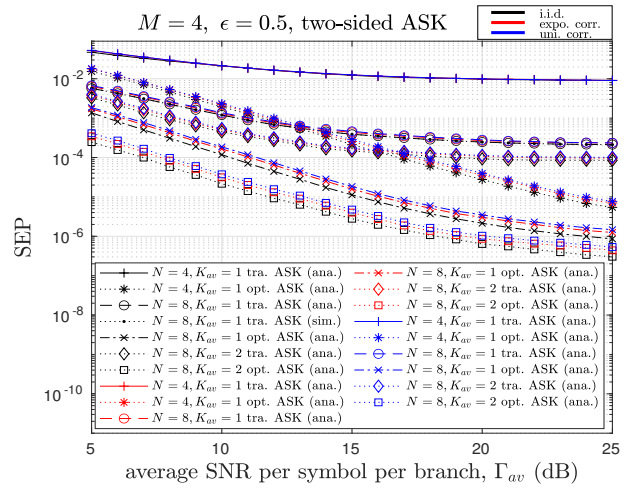 M = 4, ϵ = 0.5, two-sided ASK
i.i.d.
expo. corr.
uni. corr.
SEP
10^-2
10^-4
10^-6
10^-8
10^-10
N = 4, K_av = 1 tra. ASK (ana.)
N = 4, K_av = 1 opt. ASK (ana.)
N = 8, K_av = 1 tra. ASK (ana.)
N = 8, K_av = 1 tra. ASK (sim.)
N = 8, K_av = 1 opt. ASK (ana.)
N = 8, K_av = 2 tra. ASK (ana.)
N = 8, K_av = 2 opt. ASK (ana.)
N = 4, K_av = 1 tra. ASK (ana.)
N = 4, K_av = 1 opt. ASK (ana.)
N = 8, K_av = 1 tra. ASK (ana.)
N = 8, K_av = 1 opt. ASK (ana.)
N = 8, K_av = 2 tra. ASK (ana.)
N = 8, K_av = 2 opt. ASK (ana.)
N = 4, K_av = 1 tra. ASK (ana.)
N = 4, K_av = 1 opt. ASK (ana.)
N = 8, K_av = 1 tra. ASK (ana.)
N = 8, K_av = 1 opt. ASK (ana.)
N = 8, K_av = 2 tra. ASK (ana.)
N = 8, K_av = 2 opt. ASK (ana.)
5 10 15 20 25
average SNR per symbol per branch, Γ_av (dB)